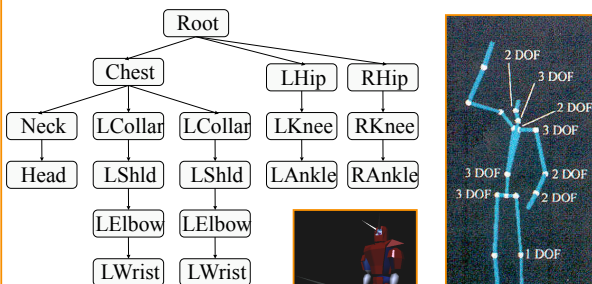 Root
Chest LHip RHip
Neck LCollar LCollar LKnee RKnee
Head LShld LShld LAnkle RAnkle
LElbow LElbow
LWrist LWrist
2 DOF
3 DOF
2 DOF
3 DOF
3 DOF 2 DOF
3 DOF 2 DOF
1 DOF